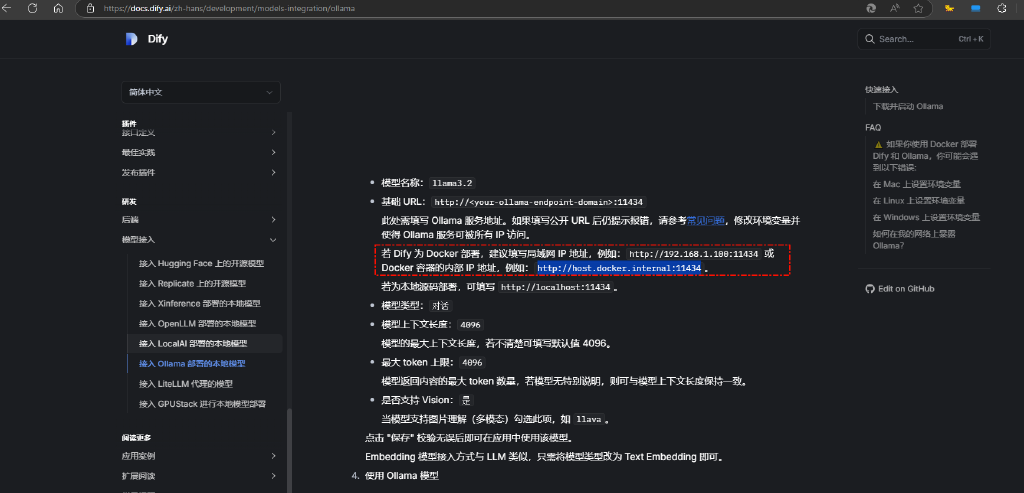 https://docs.dify.ai/zh-hans/development/models-integration/ollama
Dify
Search...
Ctrl + K
简体中文
插件
接口定义
最佳实践
发布插件
研发
后端
模型接入
接入 Hugging Face 上的开源模型
接入 Replicate 上的开源模型
接入 Xinference 部署的本地模型
接入 OpenLLM 部署的本地模型
接入 LocalAI 部署的本地模型
接入 Ollama 部署的本地模型
接入 LiteLLM 代理的模型
接入 GPUStack 进行本地模型部署
阅读更多
应用案例
扩展阅读
模型名称： llama3.2
基础 URL： http://<your-ollama-endpoint-domain>:11434
此处需填写 Ollama 服务地址。如果填写公开 URL 后仍提示报错，请参考常见问题，修改环境变量并
使得 Ollama 服务可被所有 IP 访问。
若 Dify 为 Docker 部署，建议填写局域网 IP 地址，例如： http://192.168.1.100:11434 或
Docker 容器的内部 IP 地址，例如： http://host.docker.internal:11434 。
若为本地源码部署，可填写 http://localhost:11434 。
模型类型： 对话
模型上下文长度： 4096
模型的最大上下文长度，若不清楚可填写默认值 4096。
最大 token 上限： 4096
模型返回内容的最大 token 数量，若模型无特别说明，则可与模型上下文长度保持一致。
是否支持 Vision： 是
当模型支持图片理解（多模态）勾选此项，如 llava 。
点击 "保存" 校验无误后即可在应用中使用该模型。
Embedding 模型接入方式与 LLM 类似，只需将模型类型改为 Text Embedding 即可。
4. 使用 Ollama 模型
快速接入
下载并启动 Ollama
FAQ
⚠️ 如果你使用 Docker 部署
Dify 和 Ollama，你可能会遇
到以下错误:
在 Mac 上设置环境变量
在 Linux 上设置环境变量
在 Windows 上设置环境变量
如何在我的网络上暴露
Ollama?
Edit on GitHub